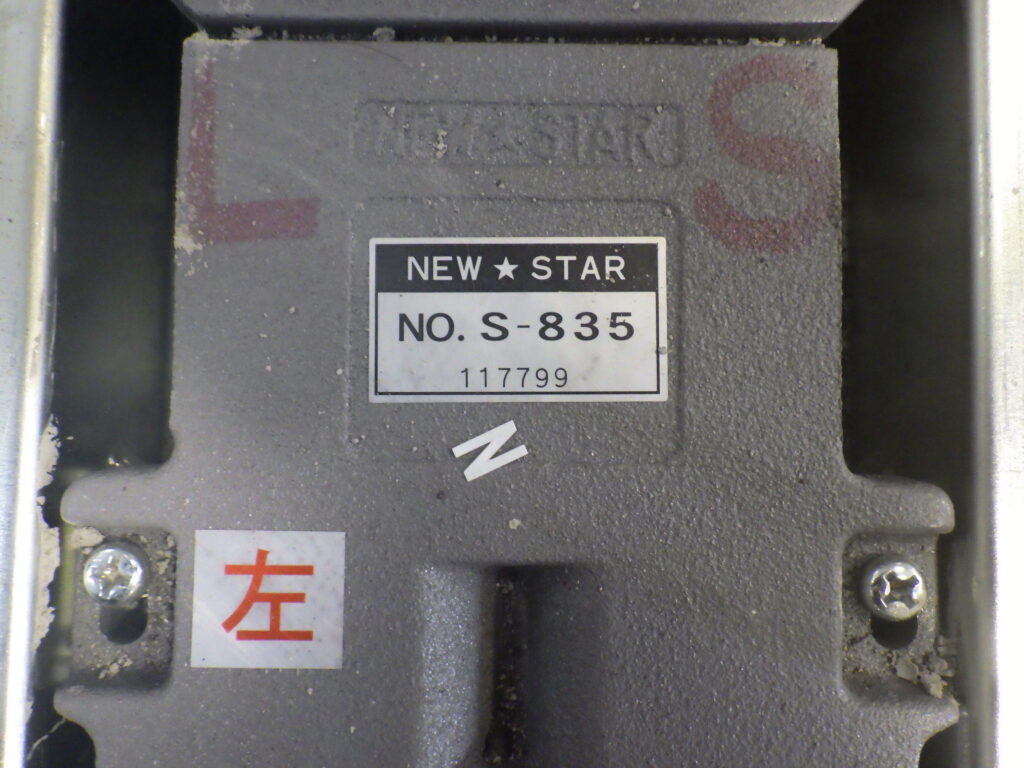 L
S
NEW★STAR
NEW★STAR
NO. S-835
117799
N
左